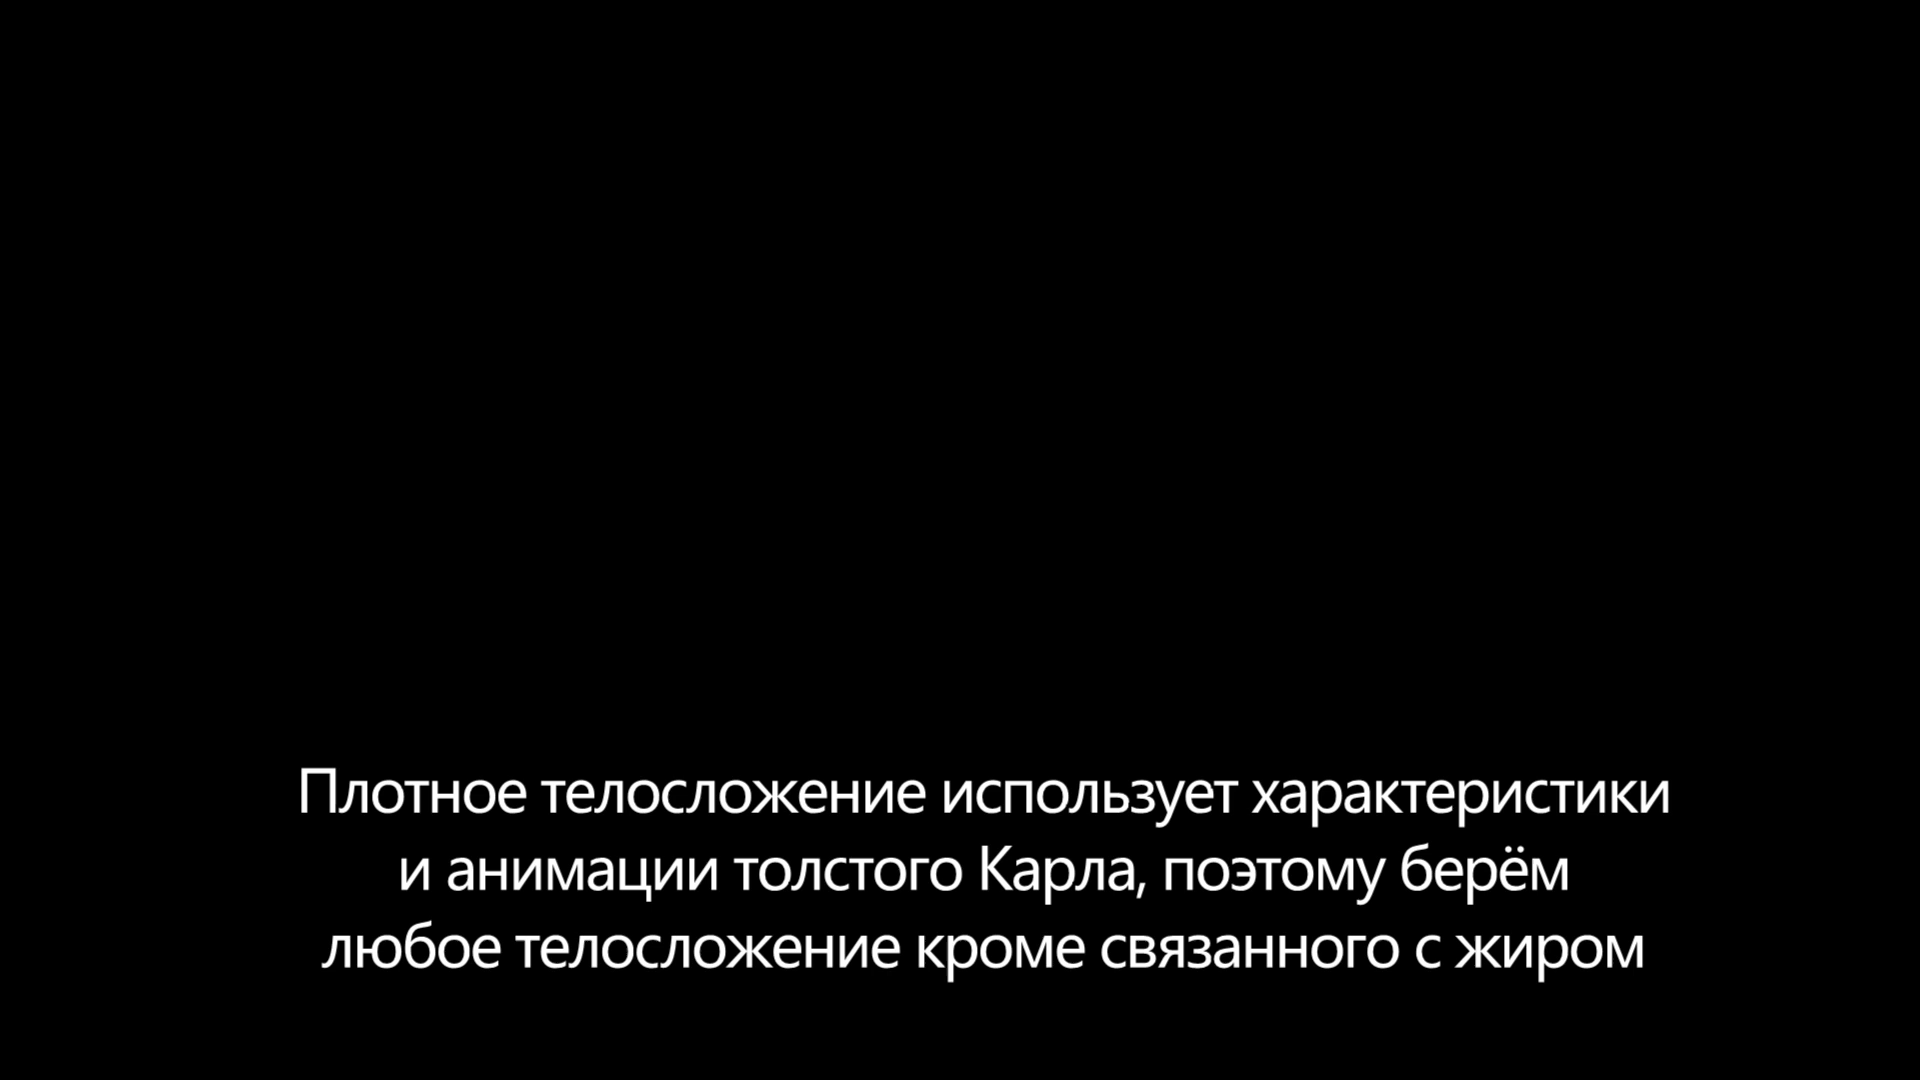 Плотное телосложение использует характеристики
и анимации толстого Карла, поэтому берём
любое телосложение кроме связанного с жиром